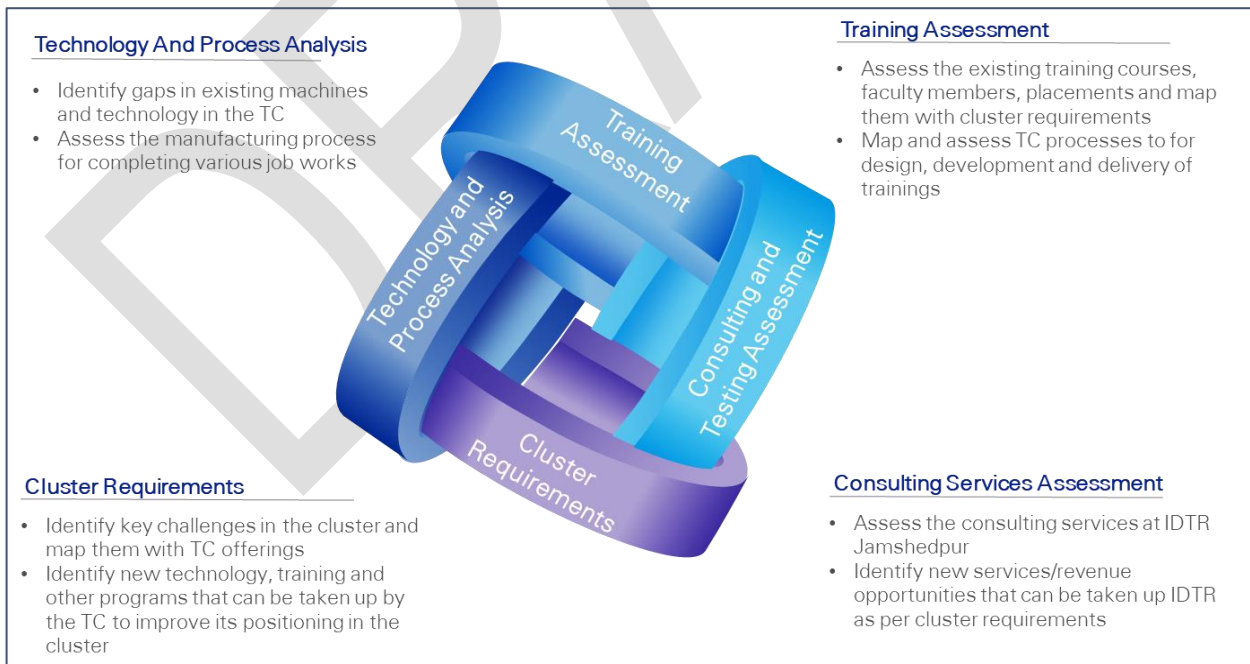 Technology And Process Analysis
• Identify gaps in existing machines
and technology in the TC
• Assess the manufacturing process
for completing various job works
Training Assessment
• Assess the existing training courses,
faculty members, placements and map
them with cluster requirements
• Map and assess TC processes to for
design, development and delivery of
trainings
Training
Assessment
Technology and
Process Analysis
Consulting and
Testing Assessment
Cluster
Requirements
Cluster Requirements
• Identify key challenges in the cluster and
map them with TC offerings
• Identify new technology, training and
other programs that can be taken up by
the TC to improve its positioning in the
cluster
Consulting Services Assessment
• Assess the consulting services at IDTR
Jamshedpur
• Identify new services/revenue
opportunities that can be taken up IDTR
as per cluster requirements